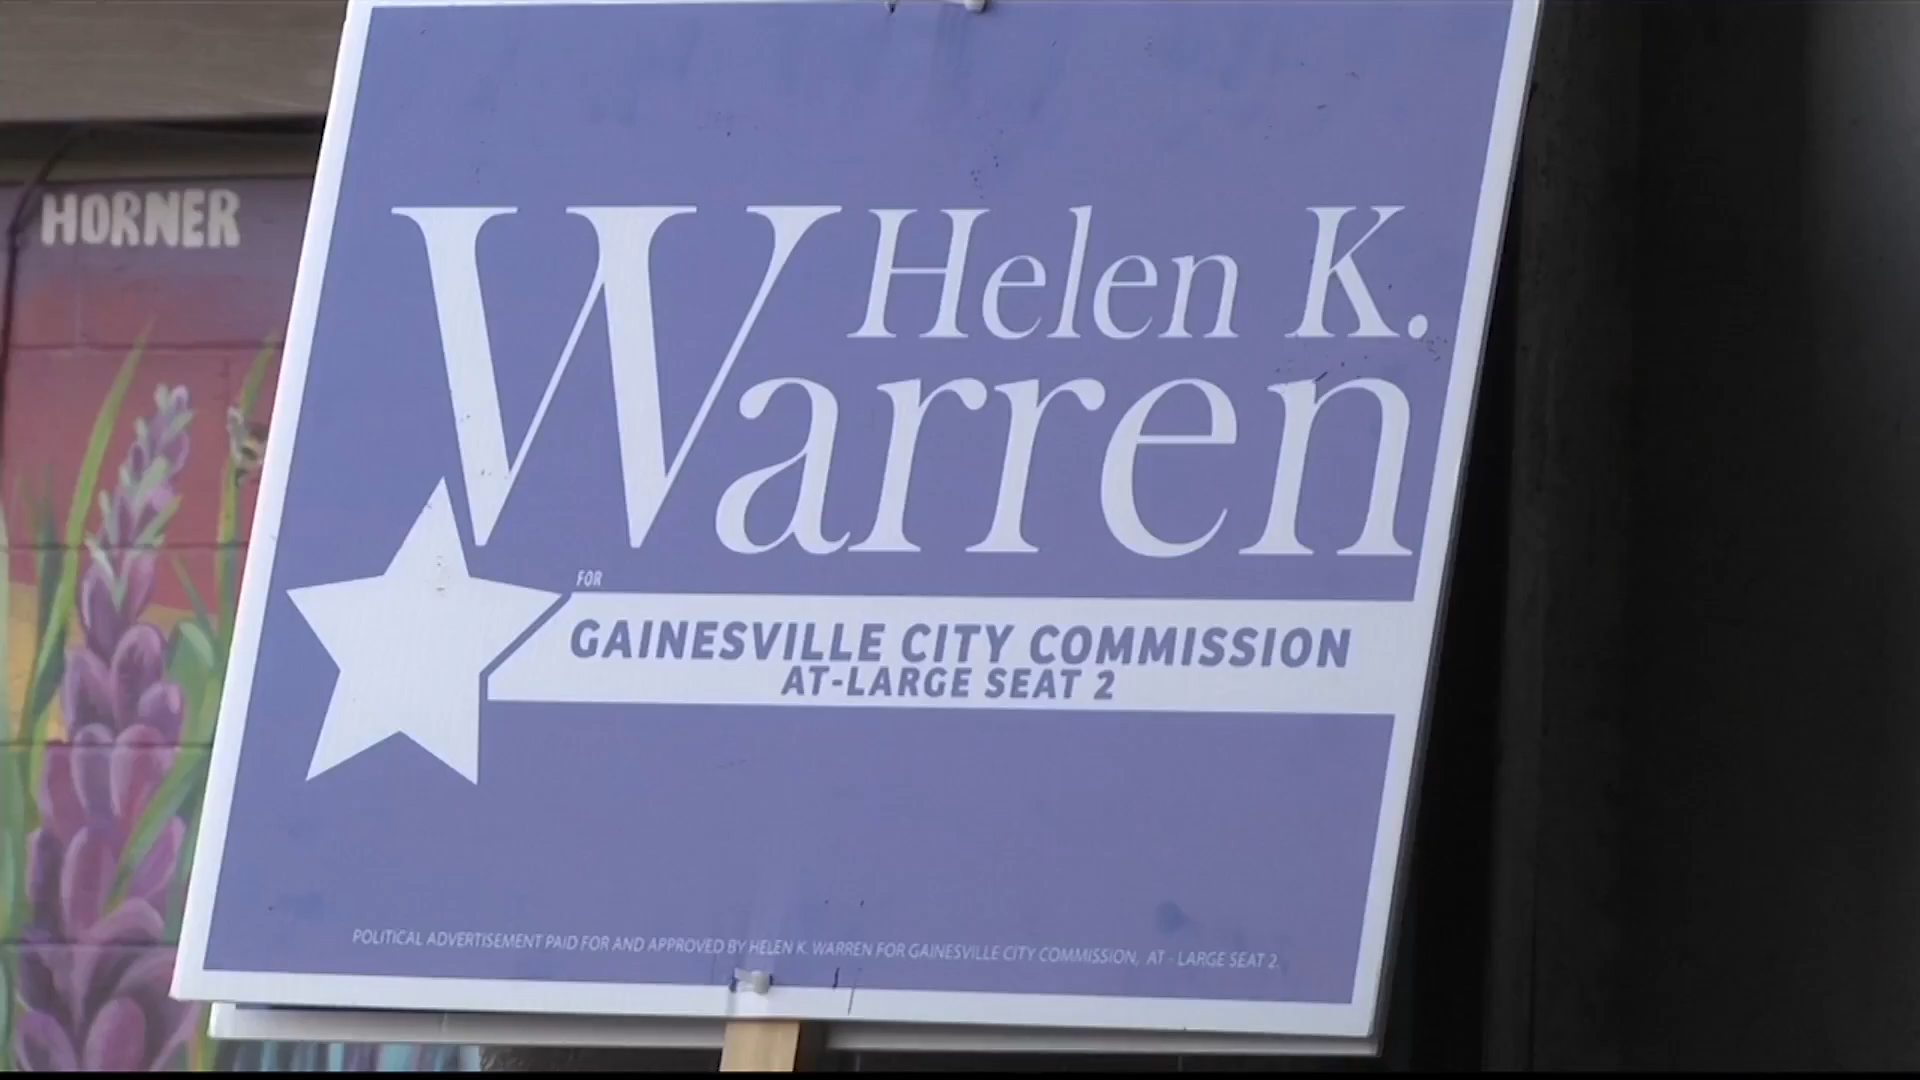 HORNER
Helen K.
Warren
FOR
GAINESVILLE CITY COMMISSION
AT-LARGE SEAT 2
POLITICAL ADVERTISEMENT PAID FOR AND APPROVED BY HELEN K. WARREN FOR GAINESVILLE CITY COMMISSION, AT - LARGE SEAT 2.